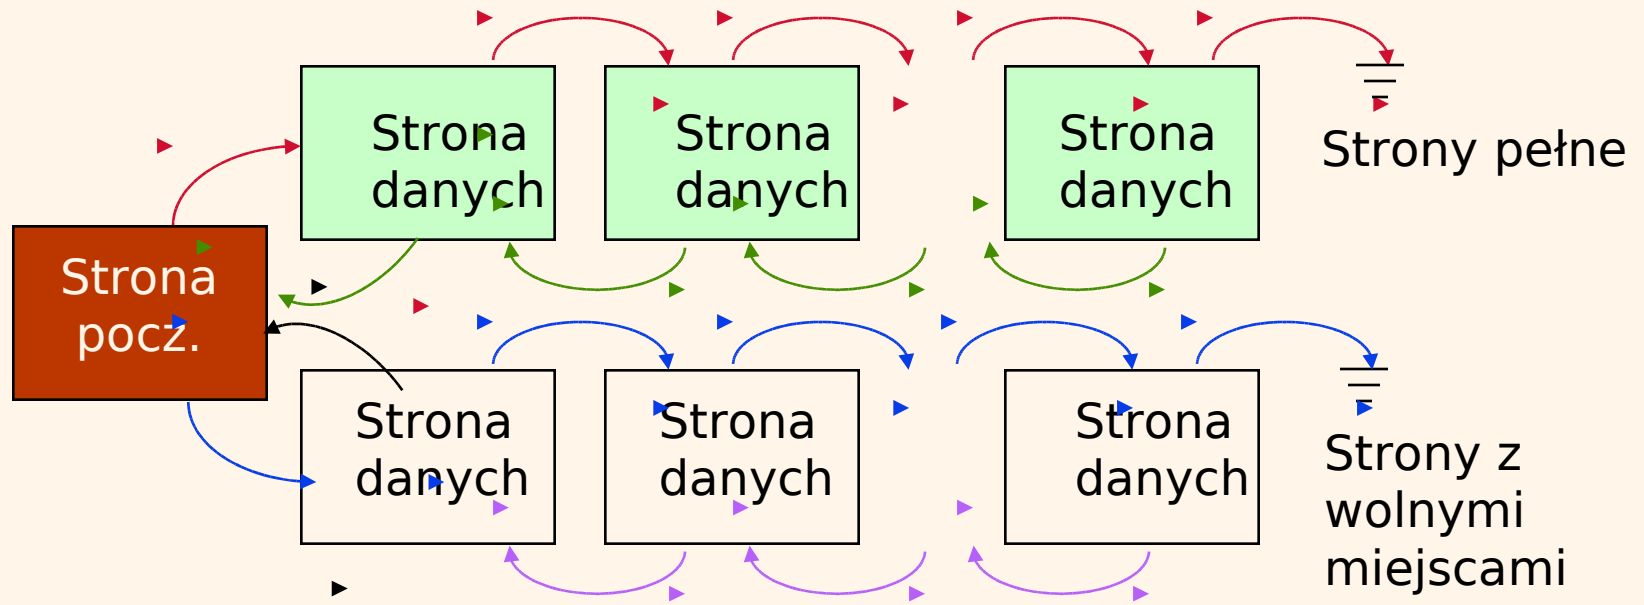 Strona
danych
Strona
danych
Strona
danych
Strony pełne
Strona
pocz.
Strona
danych
Strona
danych
Strona
danych
Strony z
wolnymi
miejscami